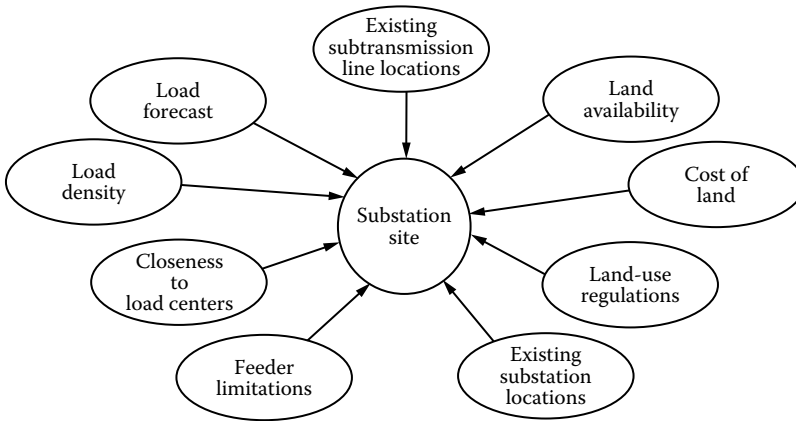 Existing
subtransmission
line locations
Load
forecast
Land
availability
Load
density
Cost of
land
Substation
site
Closeness
to
load centers
Land-use
regulations
Feeder
limitations
Existing
substation
locations